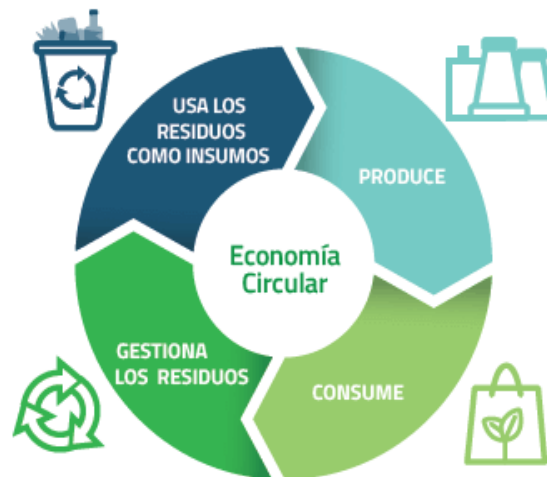 USA LOS
RESIDUOS
COMO INSUMOS
PRODUCE
Economía
Circular
GESTIONA
LOS RESIDUOS
CONSUME